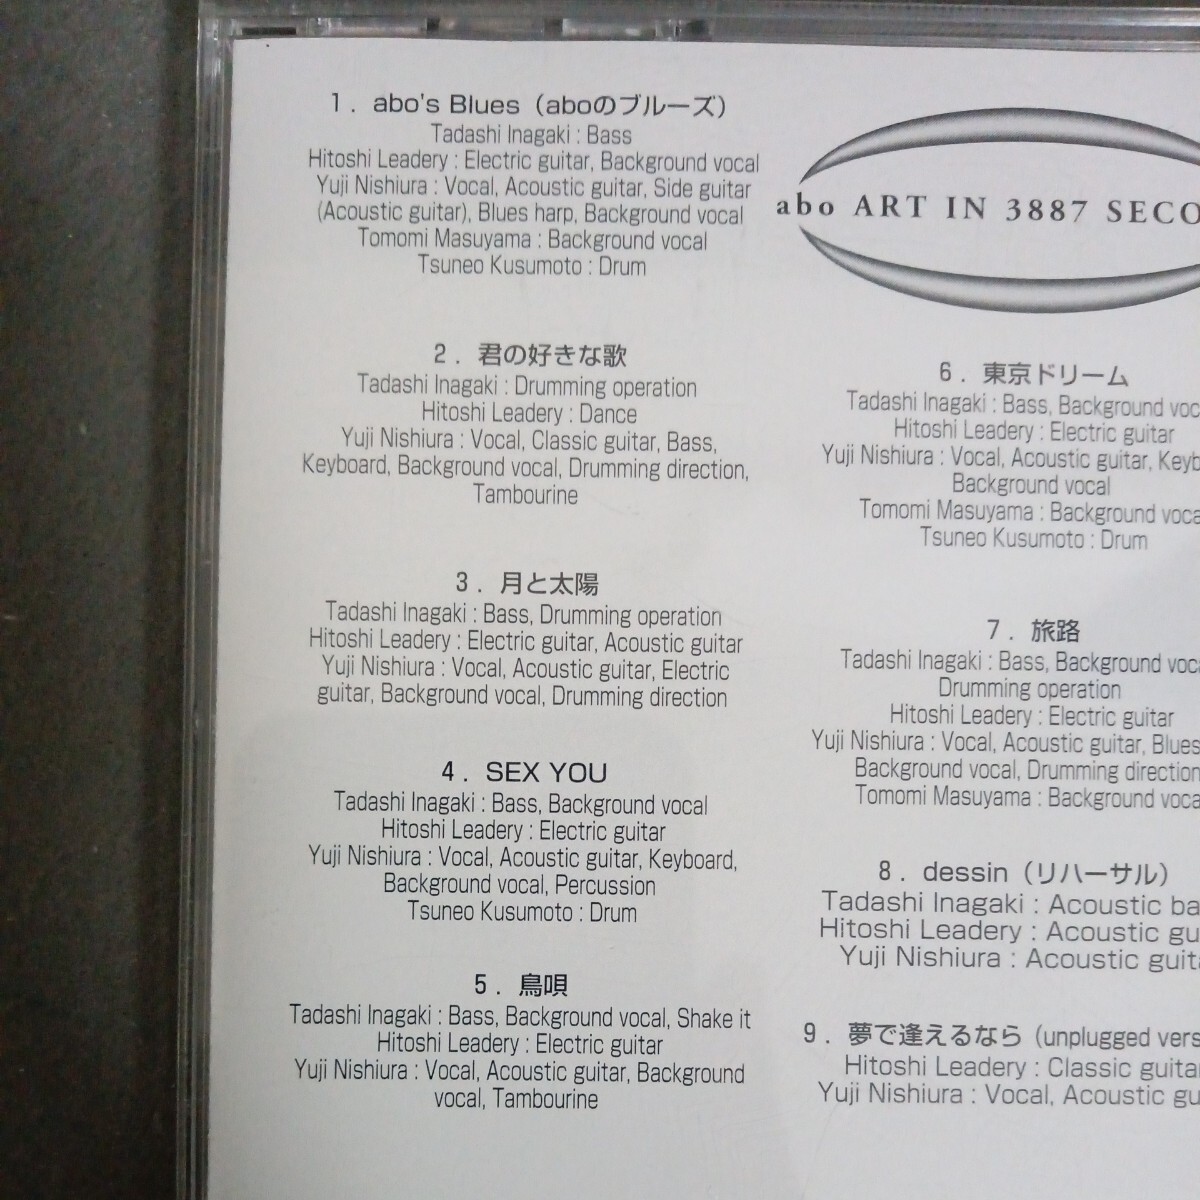 1．abo's Blues（aboのブルーズ）
Tadashi Inagaki : Bass
Hitoshi Leadery : Electric guitar, Background vocal
Yuji Nishiura : Vocal, Acoustic guitar, Side guitar
(Acoustic guitar), Blues harp, Background vocal
Tomomi Masuyama : Background vocal
Tsuneo Kusumoto : Drum
2．君の好きな歌
Tadashi Inagaki : Drumming operation
Hitoshi Leadery : Dance
Yuji Nishiura : Vocal, Classic guitar, Bass,
Keyboard, Background vocal, Drumming direction,
Tambourine
3．月と太陽
Tadashi Inagaki : Bass, Drumming operation
Hitoshi Leadery : Electric guitar, Acoustic guitar
Yuji Nishiura : Vocal, Acoustic guitar, Electric
guitar, Background vocal, Drumming direction
4．SEX YOU
Tadashi Inagaki : Bass, Background vocal
Hitoshi Leadery : Electric guitar
Yuji Nishiura : Vocal, Acoustic guitar, Keyboard,
Background vocal, Percussion
Tsuneo Kusumoto : Drum
5．鳥唄
Tadashi Inagaki : Bass, Background vocal, Shake it
Hitoshi Leadery : Electric guitar
Yuji Nishiura : Vocal, Acoustic guitar, Background
vocal, Tambourine
abo ART IN 3887 SECO
6．東京ドリーム
Tadashi Inagaki : Bass, Background voc
Hitoshi Leadery : Electric guitar
Yuji Nishiura : Vocal, Acoustic guitar, Keyb
Background vocal
Tomomi Masuyama : Background voca
Tsuneo Kusumoto : Drum
7．旅路
Tadashi Inagaki : Bass, Background voca
Drumming operation
Hitoshi Leadery : Electric guitar
Yuji Nishiura : Vocal, Acoustic guitar, Blues
Background vocal, Drumming direction
Tomomi Masuyama : Background voca
8．dessin（リハーサル）
Tadashi Inagaki : Acoustic ba
Hitoshi Leadery : Acoustic gu
Yuji Nishiura : Acoustic guita
9．夢で逢えるなら（unplugged vers
Hitoshi Leadery : Classic guitar
Yuji Nishiura : Vocal, Acoustic gu